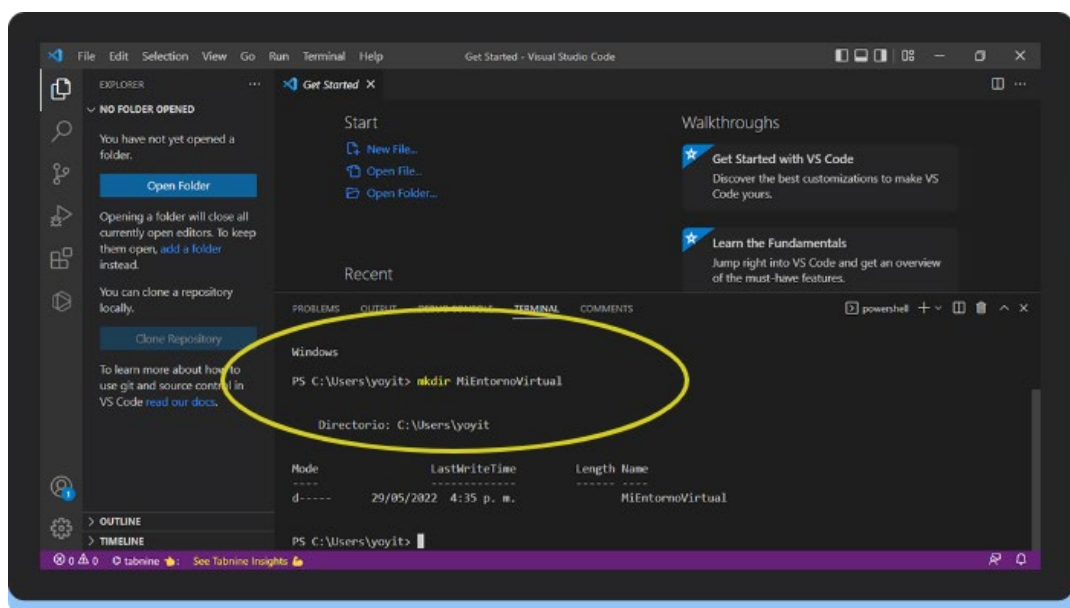 File Edit Selection View Go Run Terminal Help
Get Started - Visual Studio Code
EXPLORER
NO FOLDER OPENED
You have not yet opened a
folder.
Open Folder
Opening a folder will close all
currently open editors. To keep
them open, add a folder
instead.
You can clone a repository
locally.
Clone Repository
To learn more about how to
use git and source control in
VS Code read our docs.
OUTLINE
TIMELINE
Get Started
Start
New File...
Open File...
Open Folder...
Recent
Walkthroughs
Get Started with VS Code
Discover the best customizations to make VS
Code yours.
Learn the Fundamentals
Jump right into VS Code and get an overview
of the must-have features.
PROBLEMS OUTPUT DEBUG CONSOLE TERMINAL COMMENTS
powershell
Windows
PS C:\Users\yoyit> mkdir MiEntornoVirtual
Directorio: C:\Users\yoyit
Mode LastWriteTime Length Name
---- ------------- ------ ----
d----- 29/05/2022 4:35 p. m. MiEntornoVirtual
PS C:\Users\yoyit>
1
0 0 tabnine : See Tabnine Insights